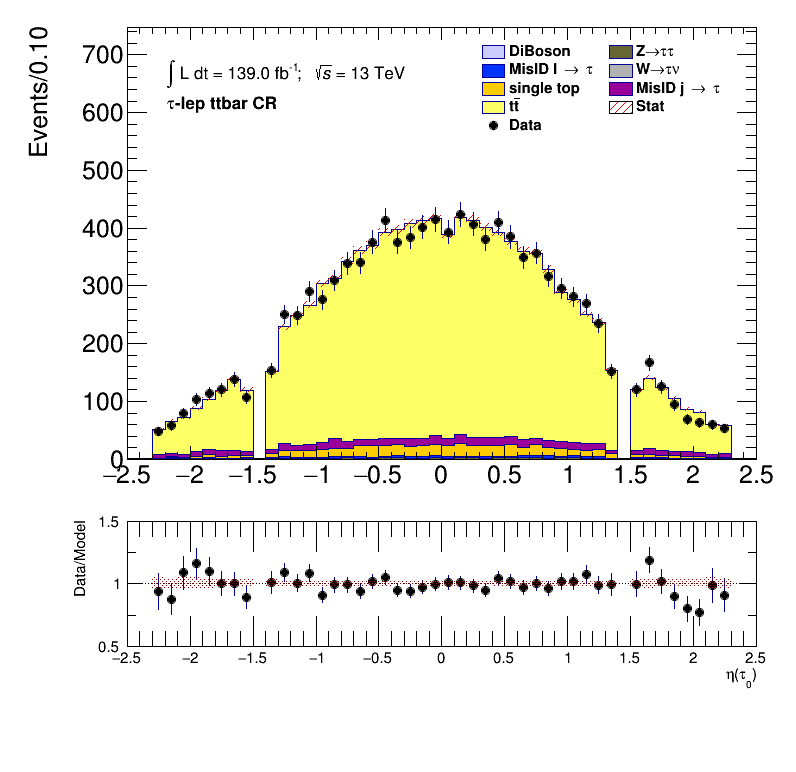 Events/0.10
700
600
500
400
300
200
100
0
∫ L dt = 139.0 fb⁻¹; √s = 13 TeV
τ-lep ttbar CR
DiBoson
MisID l → τ
single top
tt̄
Data
Z→ττ
W→τν
MisID j → τ
Stat
−2.5 −2 −1.5 −1 −0.5 0 0.5 1 1.5 2 2.5
Data/Model
1.5
1
0.5
−2.5 −2 −1.5 −1 −0.5 0 0.5 1 1.5 2 2.5
η(τ₀)